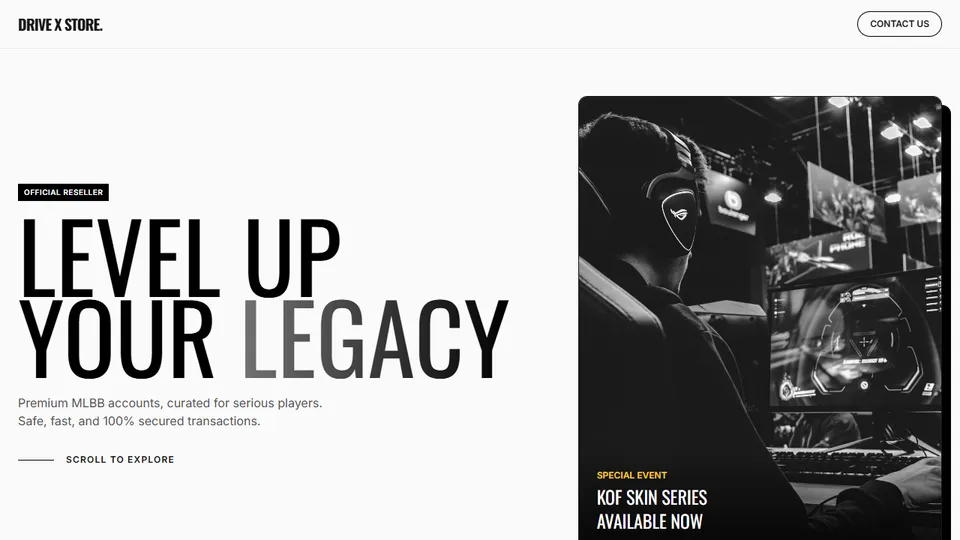 DRIVE X STORE.
CONTACT US
OFFICIAL RESELLER
LEVEL UP
YOUR LEGACY
Premium MLBB accounts, curated for serious players.
Safe, fast, and 100% secured transactions.
SCROLL TO EXPLORE
SPECIAL EVENT
KOF SKIN SERIES
AVAILABLE NOW